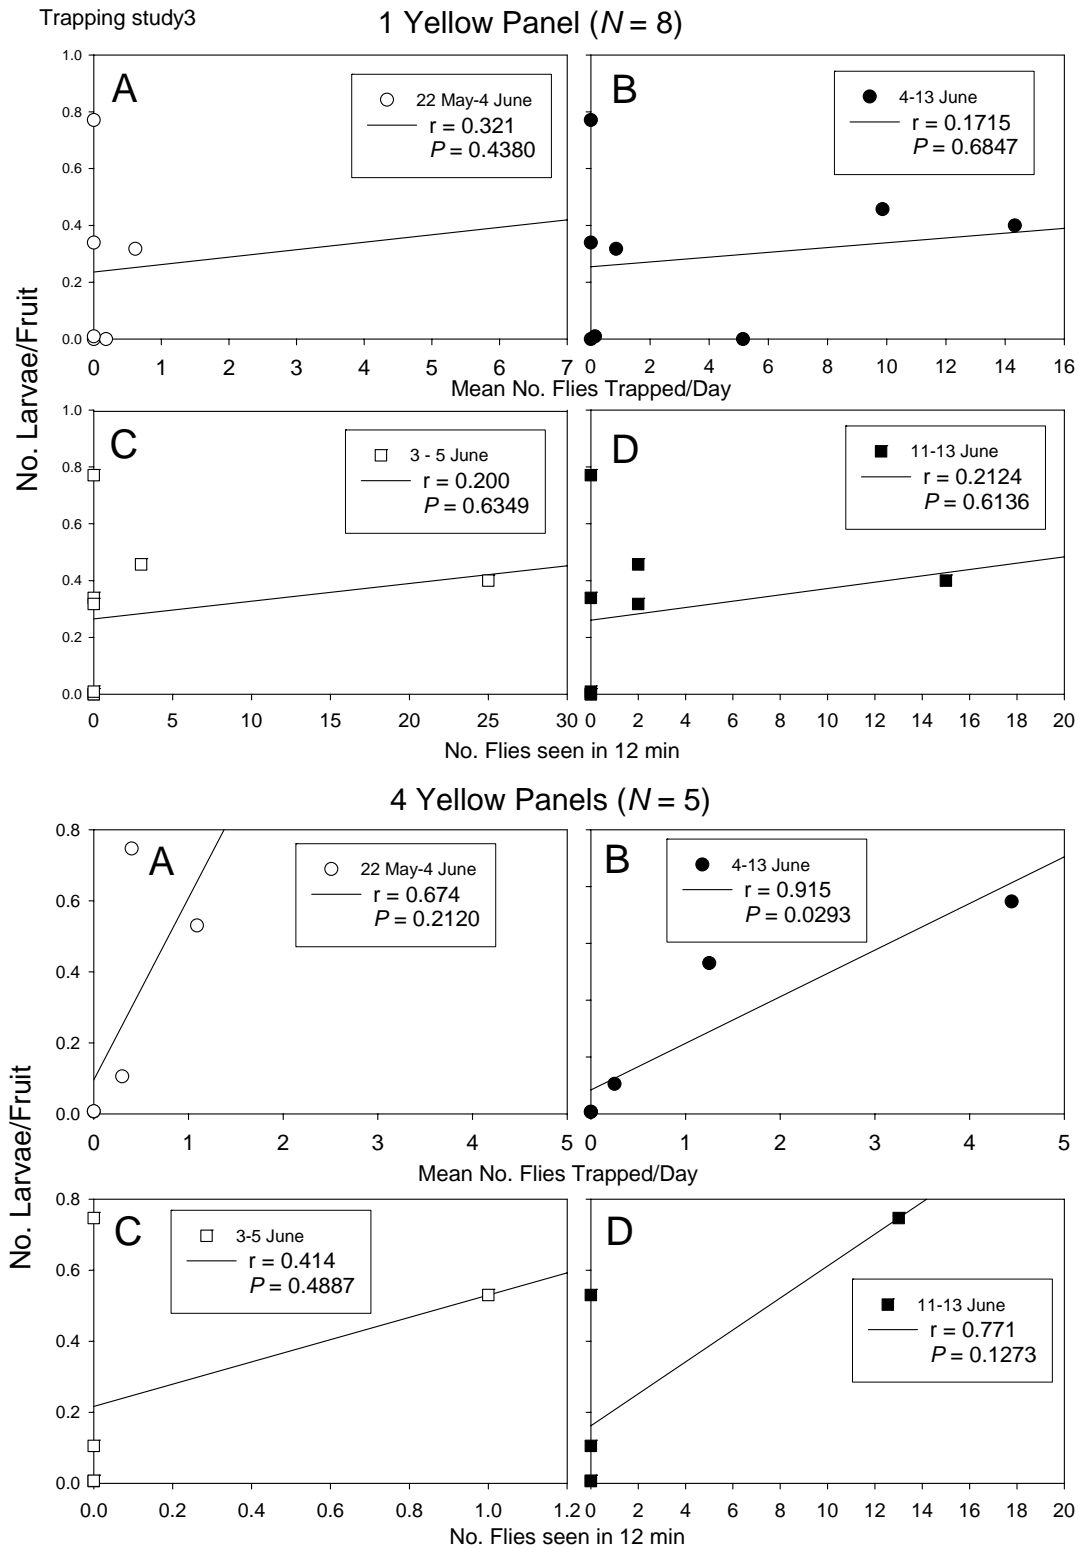 Trapping study3
1 Yellow Panel (N = 8)
No. Larvae/Fruit
A
22 May-4 June
r = 0.321
P = 0.4380
1.0
0.8
0.6
0.4
0.2
0.0
0 1 2 3 4 5 6 7
B
4-13 June
r = 0.1715
P = 0.6847
0 2 4 6 8 10 12 14 16
Mean No. Flies Trapped/Day
C
3 - 5 June
r = 0.200
P = 0.6349
1.0
0.8
0.6
0.4
0.2
0.0
0 5 10 15 20 25 30
D
11-13 June
r = 0.2124
P = 0.6136
0 2 4 6 8 10 12 14 16 18 20
No. Flies seen in 12 min
4 Yellow Panels (N = 5)
No. Larvae/Fruit
A
22 May-4 June
r = 0.674
P = 0.2120
0.8
0.6
0.4
0.2
0.0
0 1 2 3 4 5
B
4-13 June
r = 0.915
P = 0.0293
0 1 2 3 4 5
Mean No. Flies Trapped/Day
C
3-5 June
r = 0.414
P = 0.4887
0.8
0.6
0.4
0.2
0.0
0.0 0.2 0.4 0.6 0.8 1.0 1.2
D
11-13 June
r = 0.771
P = 0.1273
0 2 4 6 8 10 12 14 16 18 20
No. Flies seen in 12 min